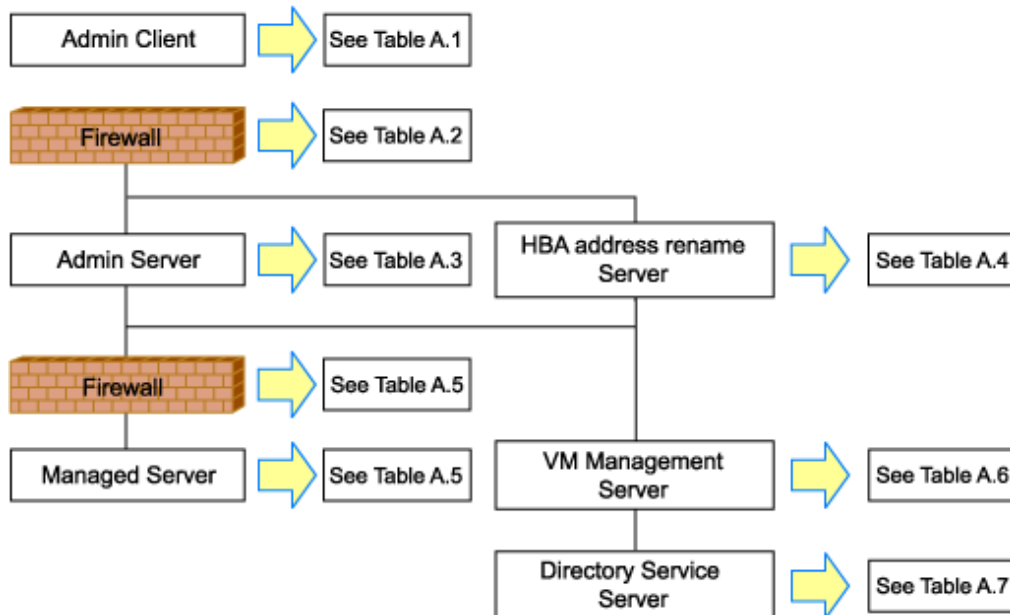 Admin Client
See Table A.1
Firewall
See Table A.2
Admin Server
See Table A.3
HBA address rename
Server
See Table A.4
Firewall
See Table A.5
Managed Server
See Table A.5
VM Management
Server
See Table A.6
Directory Service
Server
See Table A.7